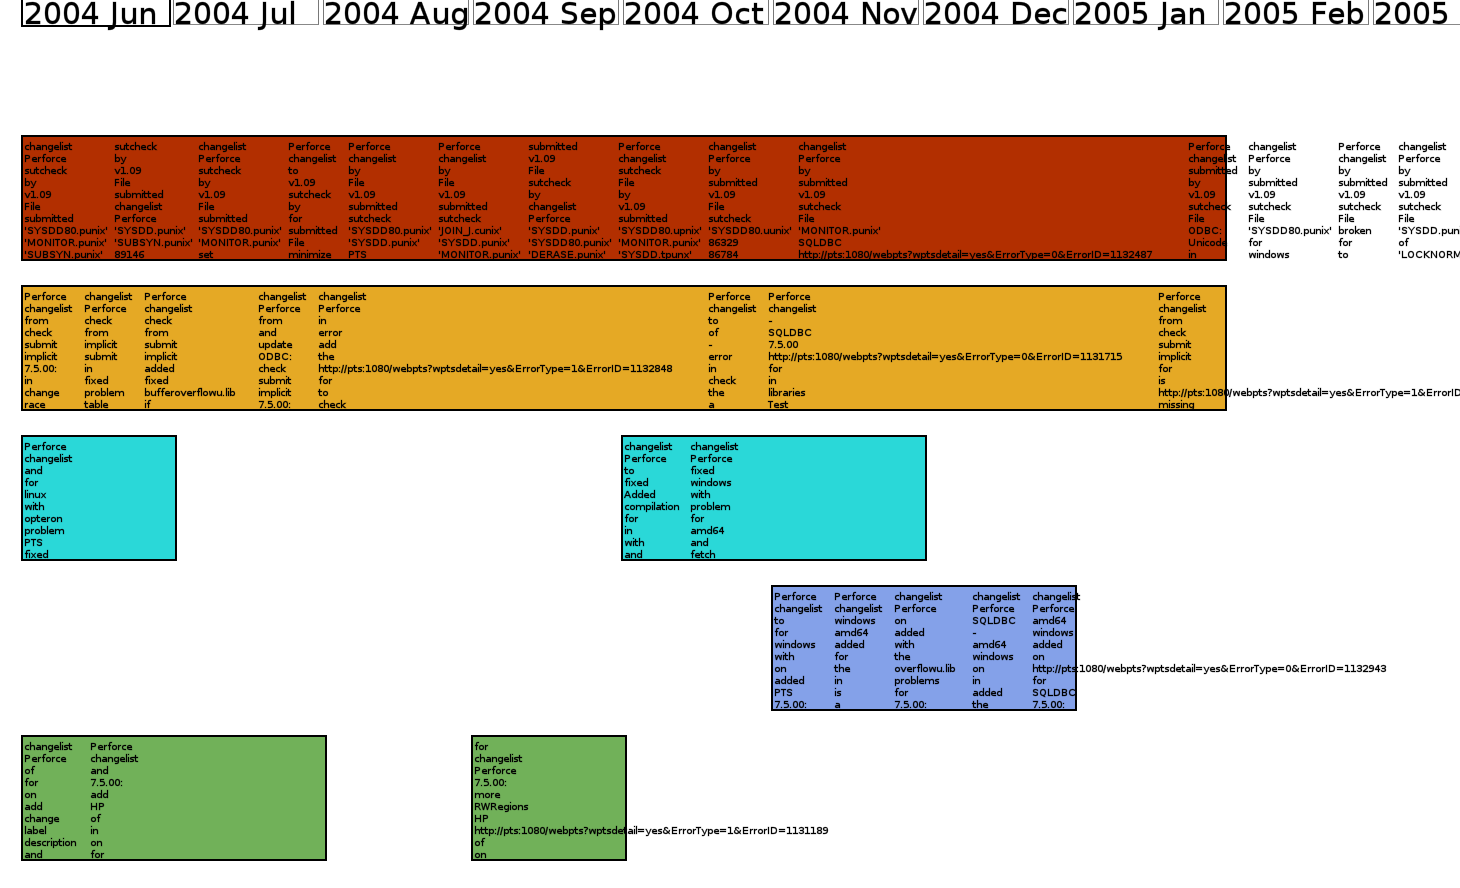 2004 Jun 2004 Jul 2004 Aug 2004 Sep 2004 Oct 2004 Nov 2004 Dec 2005 Jan 2005 Feb 2005
changelist sutcheck changelist Perforce Perforce Perforce submitted Perforce changelist changelist Perforce changelist Perforce changelist
Perforce by Perforce changelist changelist changelist v1.09 changelist Perforce Perforce changelist Perforce changelist Perforce
sutcheck v1.09 sutcheck to by by File by by by submitted by by by
by File by v1.09 File File sutcheck File submitted submitted by submitted submitted submitted
v1.09 submitted v1.09 sutcheck v1.09 v1.09 by by v1.09 v1.09 v1.09 v1.09 v1.09 v1.09
File changelist File by submitted submitted changelist v1.09 File sutcheck sutcheck sutcheck sutcheck sutcheck
submitted Perforce submitted for sutcheck sutcheck Perforce submitted sutcheck File File File File File
'SYSDD80.punix' 'SYSDD.punix' 'SYSDD80.punix' submitted 'SYSDD80.punix' 'JOIN_J.cunix' 'SYSDD.punix' 'SYSDD80.upnix' 'SYSDD80.uunix' 'MONITOR.punix' ODBC: 'SYSDD80.punix' broken 'SYSDD.pun
'MONITOR.punix' 'SUBSYN.punix' 'MONITOR.punix' File 'SYSDD.punix' 'SYSDD.punix' 'SYSDD80.punix' 'MONITOR.punix' 86329 SQLDBC Unicode for for of
'SUBSYN.punix' 89146 set minimize PTS 'MONITOR.punix' 'DERASE.punix' 'SYSDD.tpunx' 86784 http://pts:1080/webpts?wptsdetail=yes&ErrorType=0&ErrorID=1132487 in windows to 'LOCKNORM
Perforce changelist Perforce changelist changelist Perforce Perforce Perforce
changelist Perforce changelist Perforce Perforce changelist changelist changelist
from check check from in to - from
check from from and error of SQLDBC check
submit implicit submit update add - 7.5.00 submit
implicit submit implicit ODBC: the error http://pts:1080/webpts?wptsdetail=yes&ErrorType=0&ErrorID=1131715 implicit
7.5.00: in added check http://pts:1080/webpts?wptsdetail=yes&ErrorType=1&ErrorID=1132848 in for for
in fixed fixed submit for check in is
change problem bufferoverflowu.lib implicit to the libraries http://pts:1080/webpts?wptsdetail=yes&ErrorType=1&ErrorID
race table if 7.5.00: check a Test missing
Perforce changelist changelist
changelist Perforce Perforce
and to fixed
for fixed windows
linux Added with
with compilation problem
opteron for for
problem in amd64
PTS with and
fixed and fetch
Perforce Perforce changelist changelist changelist
changelist changelist Perforce Perforce Perforce
to windows on SQLDBC amd64
for amd64 added - windows
windows added with amd64 added
with for the windows on
on the overflowu.lib on http://pts:1080/webpts?wptsdetail=yes&ErrorType=0&ErrorID=1132943
added in problems in for
PTS is for added SQLDBC
7.5.00: a 7.5.00: the 7.5.00:
changelist Perforce for
Perforce changelist changelist
of and Perforce
for 7.5.00: 7.5.00:
on add more
add HP RWRegions
change of HP
label in http://pts:1080/webpts?wptsdetail=yes&ErrorType=1&ErrorID=1131189
description on of
and for on